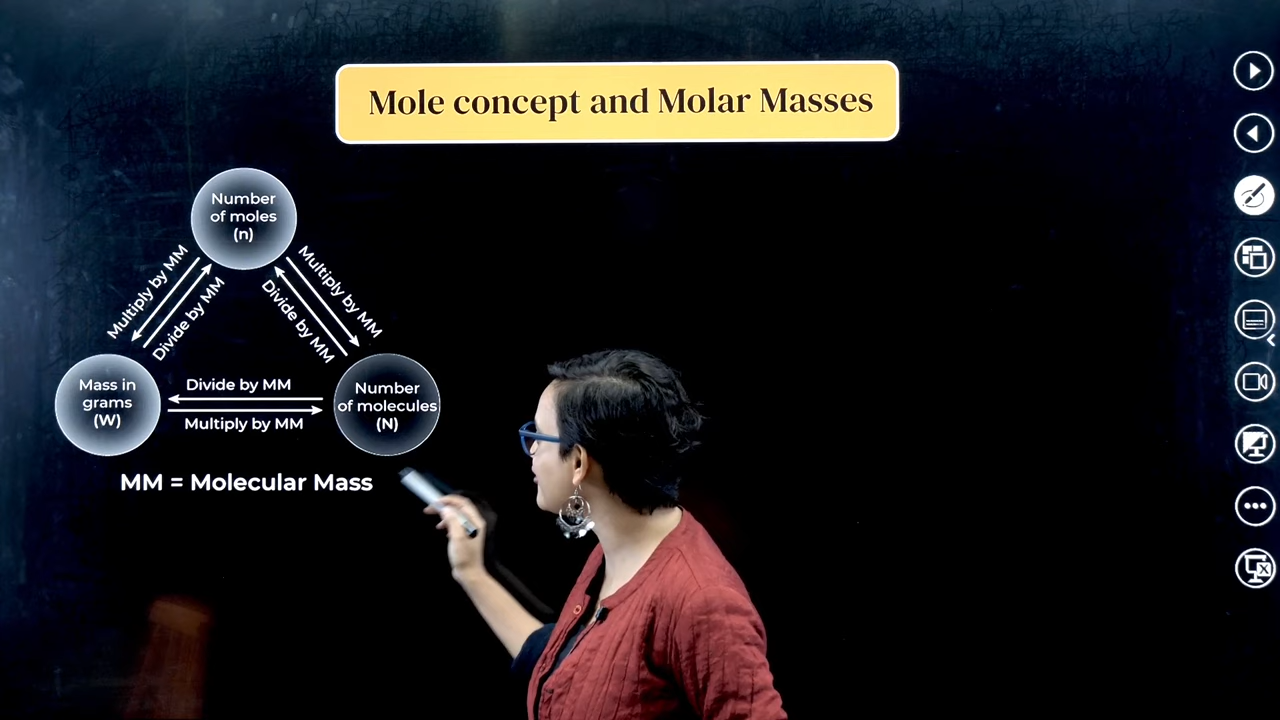 Mole concept and Molar Masses
Number
of moles
(n)
Multiply by MM
Divide by MM
Multiply by MM
Divide by MM
Mass in
grams
(W)
Divide by MM
Multiply by MM
Number
of molecules
(N)
MM = Molecular Mass